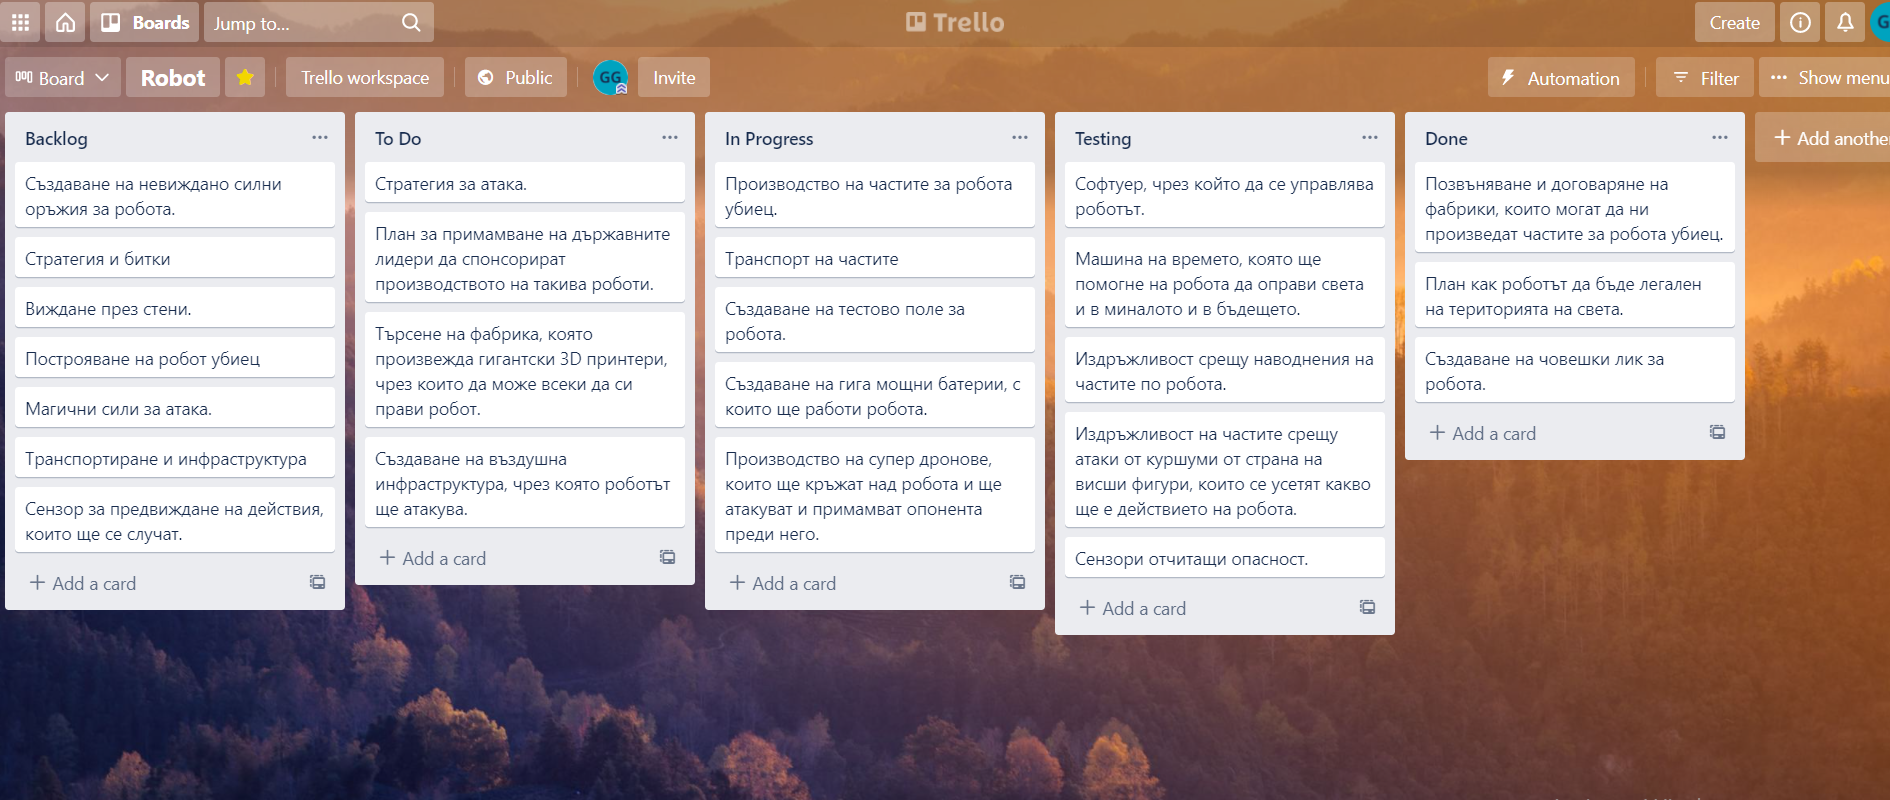 Boards
Jump to...
Trello
Create
G
Board
Robot
Trello workspace
Public
GG
Invite
Automation
Filter
Show menu
Backlog
Създаване на невиждано силни
оръжия за робота.
Стратегия и битки
Виждане през стени.
Построяване на робот убиец
Магични сили за атака.
Транспортиране и инфраструктура
Сензор за предвиждане на действия,
които ще се случат.
+ Add a card
To Do
Стратегия за атака.
План за примамване на държавните
лидери да спонсорират
производството на такива роботи.
Търсене на фабрика, която
произвежда гигантски 3D принтери,
чрез които да може всеки да си
прави робот.
Създаване на въздушна
инфраструктура, чрез която роботът
ще атакува.
+ Add a card
In Progress
Производство на частите за робота
убиец.
Транспорт на частите
Създаване на тестово поле за
робота.
Създаване на гига мощни батерии, с
които ще работи робота.
Производство на супер дронове,
които ще кръжат над робота и ще
атакуват и примамват опонента
преди него.
+ Add a card
Testing
Софтуер, чрез който да се управлява
роботът.
Машина на времето, която ще
помогне на робота да оправи света
и в миналото и в бъдещето.
Издръжливост срещу наводнения на
частите по робота.
Издръжливост на частите срещу
атаки от куршуми от страна на
висши фигури, които се усетят какво
ще е действието на робота.
Сензори отчитащи опасност.
+ Add a card
Done
Позвъняване и договаряне на
фабрики, които могат да ни
произведат частите за робота убиец.
План как роботът да бъде легален
на територията на света.
Създаване на човешки лик за
робота.
+ Add a card
+ Add anothe